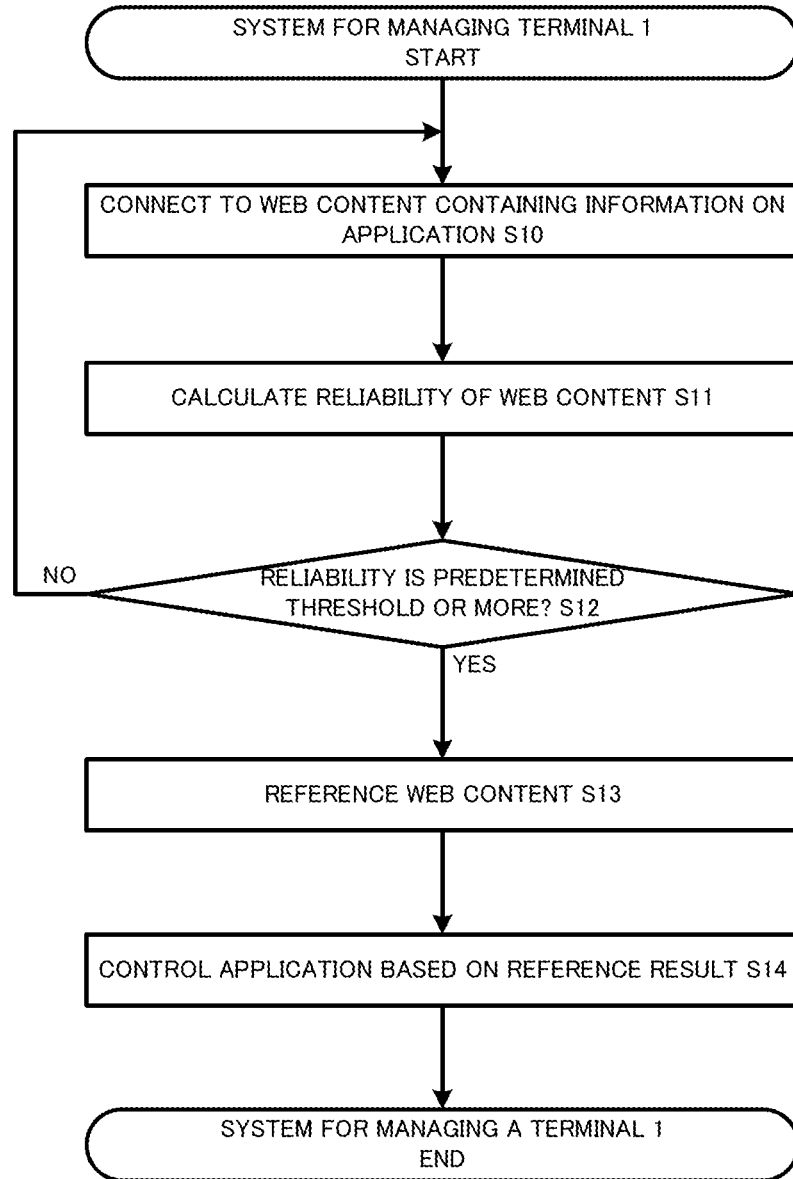 SYSTEM FOR MANAGING TERMINAL 1
START
CONNECT TO WEB CONTENT CONTAINING INFORMATION ON
APPLICATION S10
CALCULATE RELIABILITY OF WEB CONTENT S11
NO
RELIABILITY IS PREDETERMINED
THRESHOLD OR MORE? S12
YES
REFERENCE WEB CONTENT S13
CONTROL APPLICATION BASED ON REFERENCE RESULT S14
SYSTEM FOR MANAGING A TERMINAL 1
END